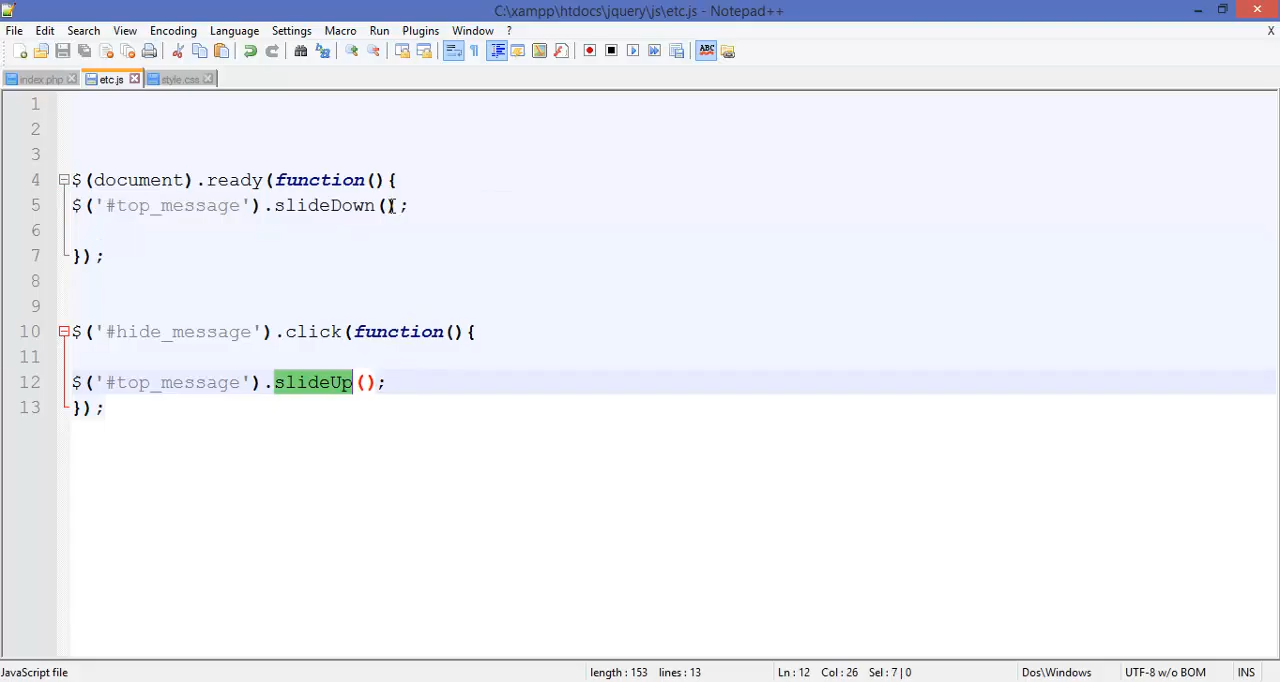 C:\xampp\htdocs\jquery\js\etc.js - Notepad++
File Edit Search View Encoding Language Settings Macro Run Plugins Window ? X
index.php etc.js style.css
1
2
3
4 $(document).ready(function(){
5 $('#top_message').slideDown();
6
7 });
8
9
10 $('#hide_message').click(function(){
11
12 $('#top_message').slideUp();
13 });
JavaScript file length : 153 lines : 13 Ln : 12 Col : 26 Sel : 7 | 0 Dos\Windows UTF-8 w/o BOM INS